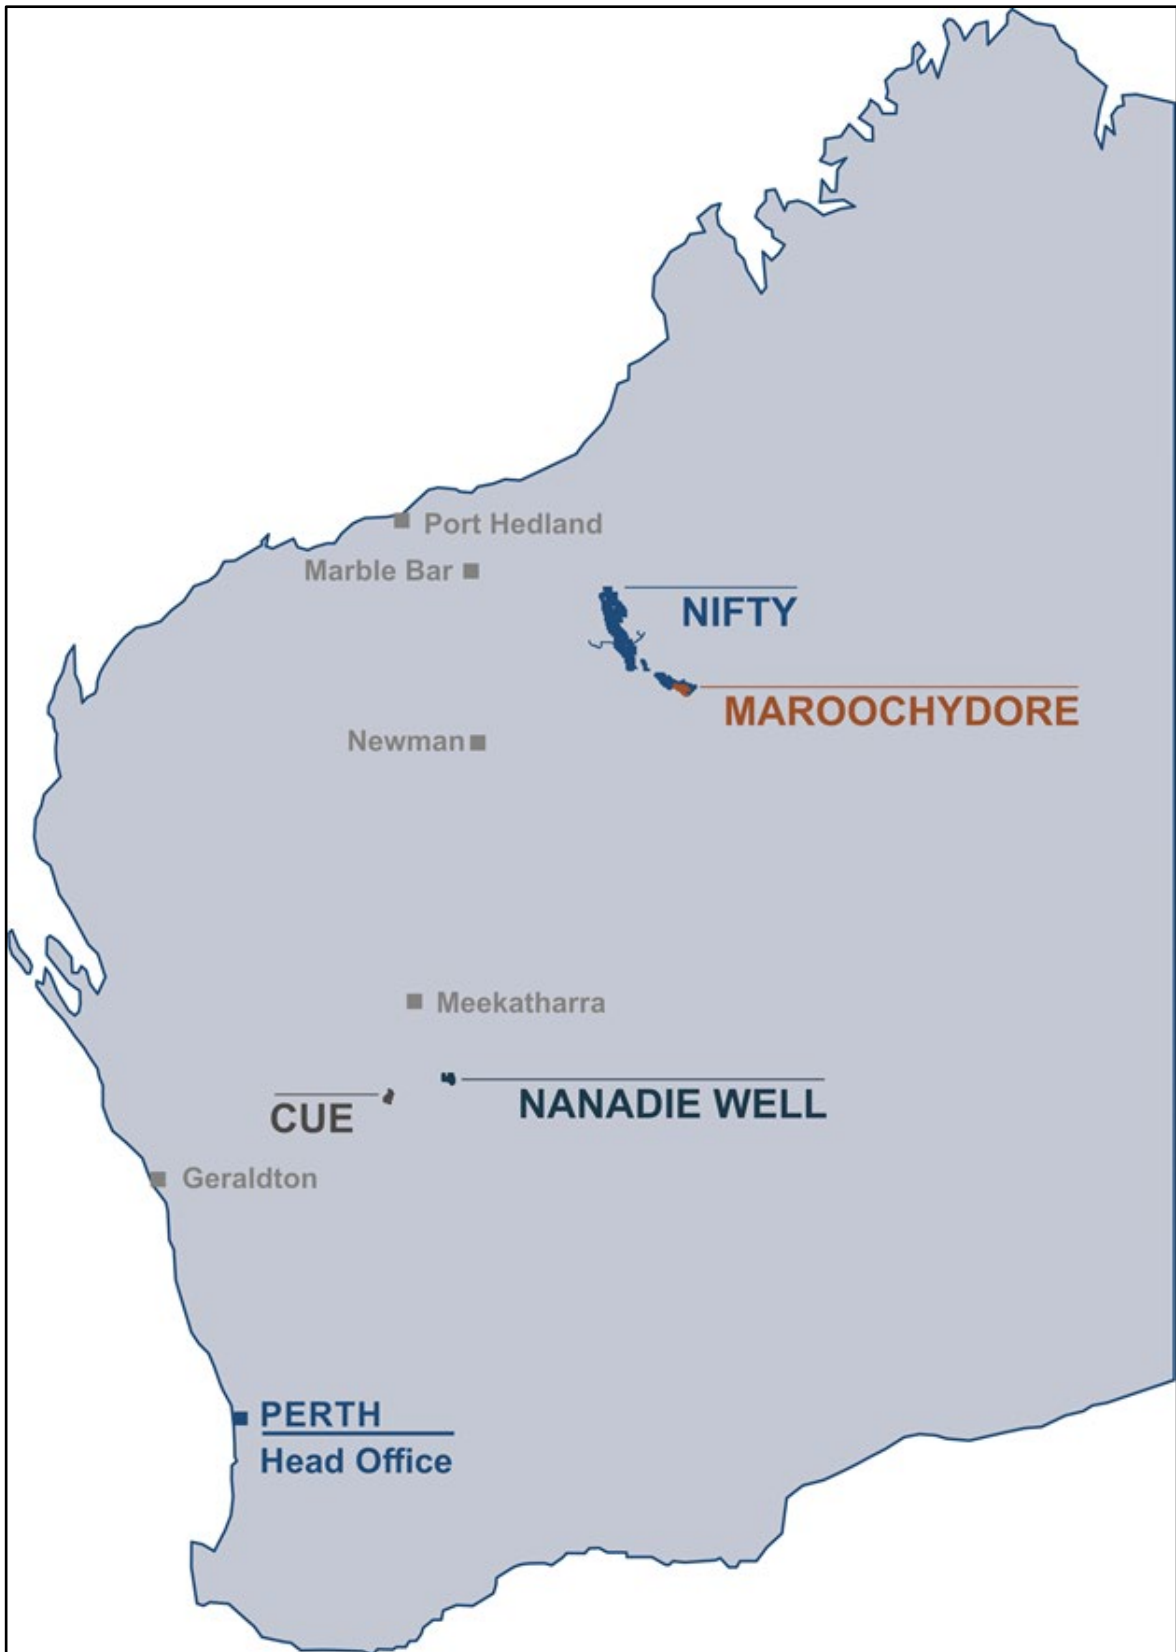 Port Hedland
Marble Bar
NIFTY
MAROOCHYDORE
Newman
Meekatharra
CUE
NANADIE WELL
Geraldton
PERTH
Head Office